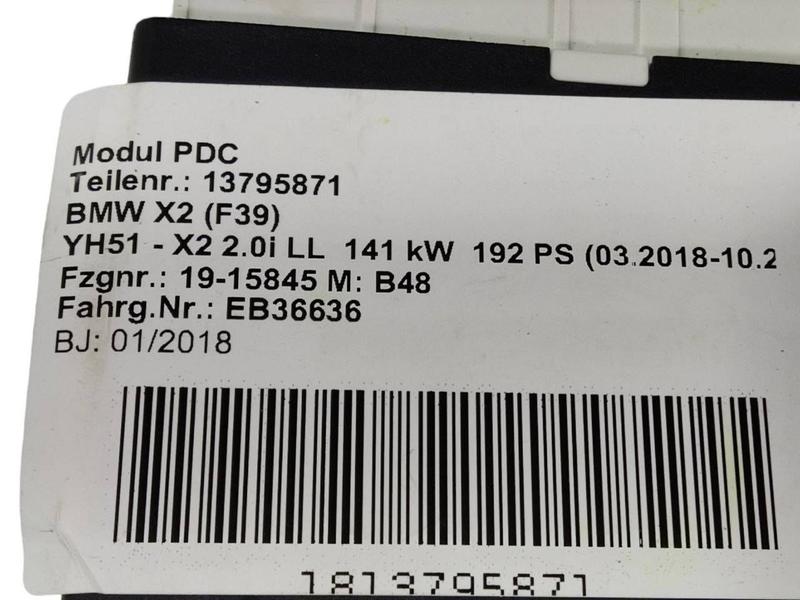 Modul PDC
Teilenr.: 13795871
BMW X2 (F39)
YH51 - X2 2.0i LL 141 kW 192 PS (03.2018-10.2
Fzgnr.: 19-15845 M: B48
Fahrg.Nr.: EB36636
BJ: 01/2018
1813795871